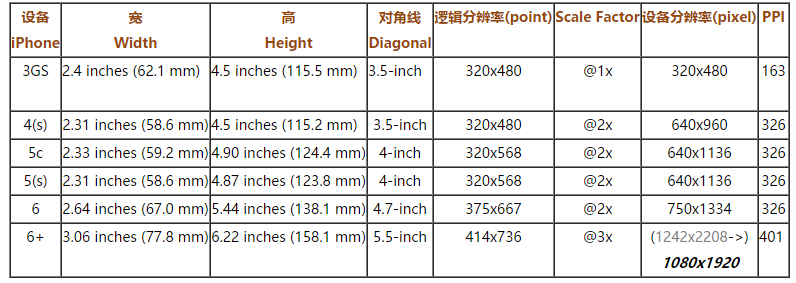 设备 宽 高 对角线 逻辑分辨率(point) Scale Factor 设备分辨率(pixel) PPI
iPhone Width Height Diagonal
3GS 2.4 inches (62.1 mm) 4.5 inches (115.5 mm) 3.5-inch 320x480 @1x 320x480 163
4(s) 2.31 inches (58.6 mm) 4.5 inches (115.2 mm) 3.5-inch 320x480 @2x 640x960 326
5c 2.33 inches (59.2 mm) 4.90 inches (124.4 mm) 4-inch 320x568 @2x 640x1136 326
5(s) 2.31 inches (58.6 mm) 4.87 inches (123.8 mm) 4-inch 320x568 @2x 640x1136 326
6 2.64 inches (67.0 mm) 5.44 inches (138.1 mm) 4.7-inch 375x667 @2x 750x1334 326
6+ 3.06 inches (77.8 mm) 6.22 inches (158.1 mm) 5.5-inch 414x736 @3x (1242x2208->) 401
1080x1920